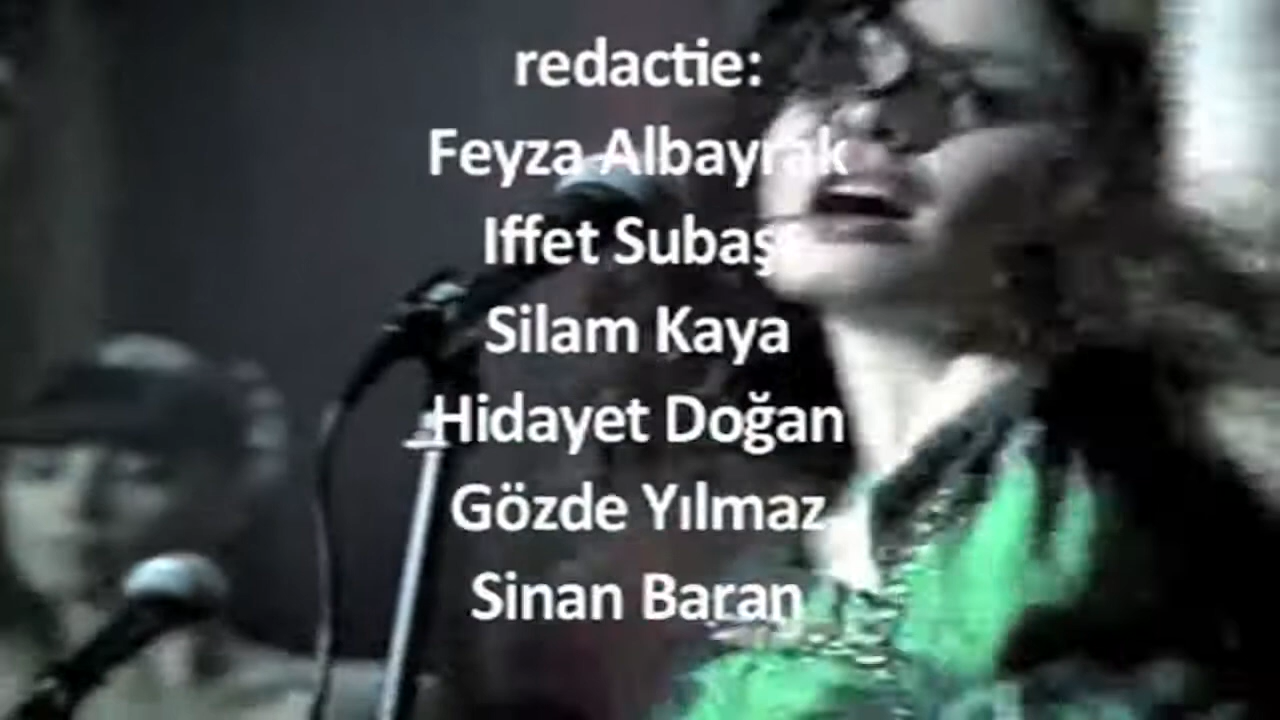 redactie:
Feyza Albayrak
Iffet Subaşı
Silam Kaya
Hidayet Doğan
Gözde Yılmaz
Sinan Baran